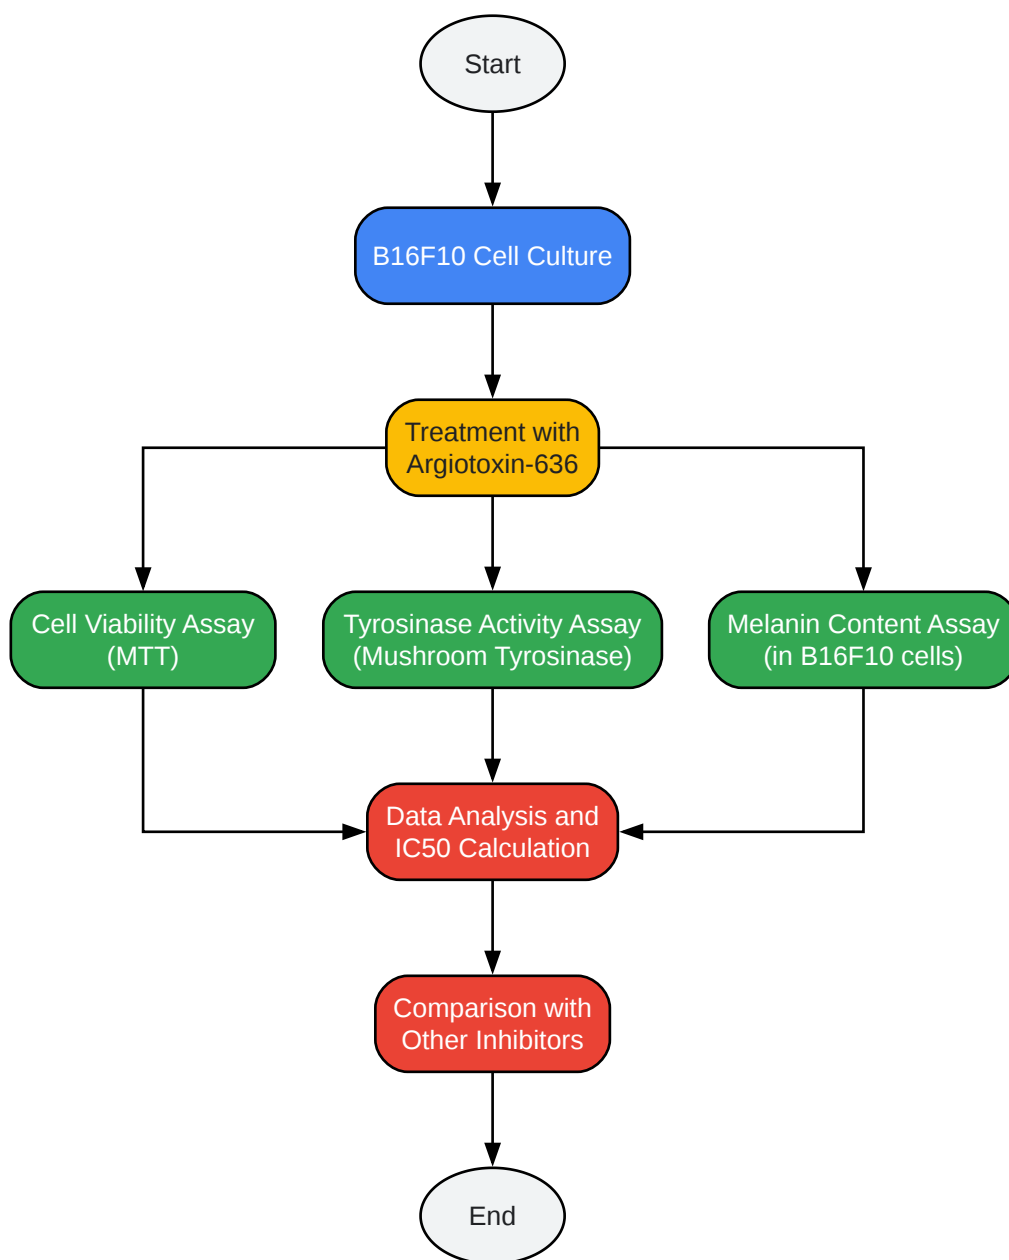 Start
B16F10 Cell Culture
Treatment with
Argiotoxin-636
Cell Viability Assay
(MTT)
Tyrosinase Activity Assay
(Mushroom Tyrosinase)
Melanin Content Assay
(in B16F10 cells)
Data Analysis and
IC50 Calculation
Comparison with
Other Inhibitors
End